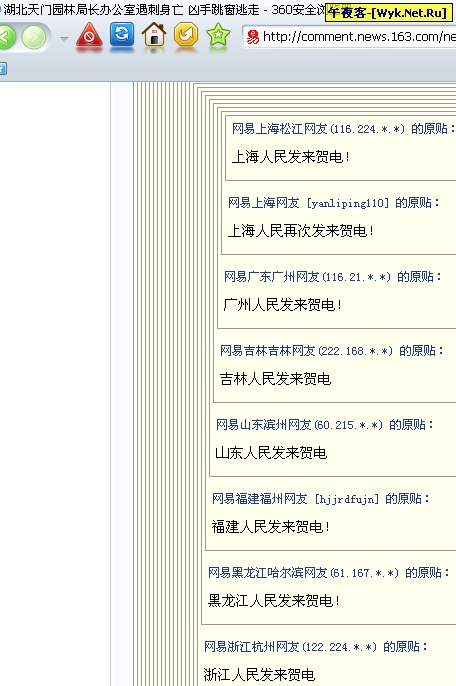 湖北天门园林局长办公室遇刺身亡 凶手跳窗逃走 - 360安全浏
午夜客-[Wyk.Net.Ru]
http://comment.news.163.com/ne
网易上海松江网友(116.224.*.*) 的原贴：
上海人民发来贺电!
网易上海网友 [yanliping110] 的原贴：
上海人民再次发来贺电!
网易广东广州网友(116.21.*.*) 的原贴：
广州人民发来贺电!
网易吉林吉林网友(222.168.*.*) 的原贴：
吉林人民发来贺电
网易山东滨州网友(60.215.*.*) 的原贴：
山东人民发来贺电
网易福建福州网友 [hjjrdfujn] 的原贴：
福建人民发来贺电!
网易黑龙江哈尔滨网友(61.167.*.*) 的原贴：
黑龙江人民发来贺电!
网易浙江杭州网友(122.224.*.*) 的原贴：
浙江人民发来贺电